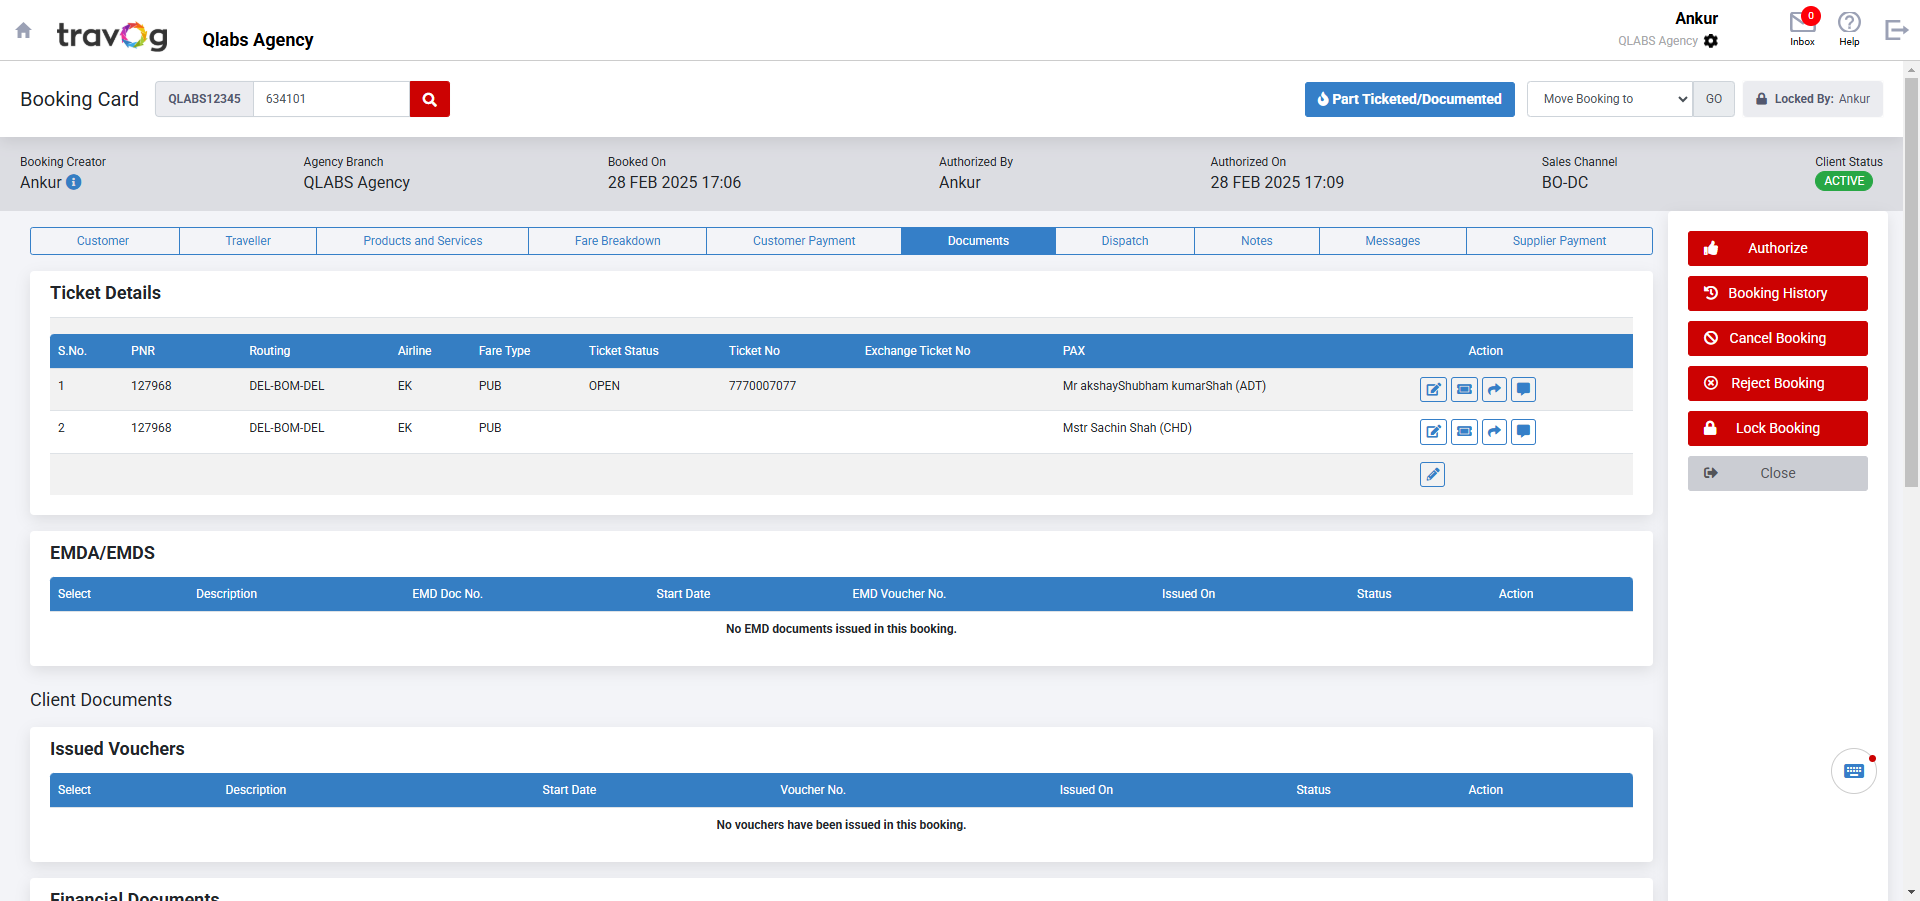 travog
Qlabs Agency
Ankur
QLABS Agency
0
Inbox
Help
Booking Card
QLABS12345
634101
Part Ticketed/Documented
Move Booking to
GO
Locked By: Ankur
Booking Creator
Ankur
Agency Branch
QLABS Agency
Booked On
28 FEB 2025 17:06
Authorized By
Ankur
Authorized On
28 FEB 2025 17:09
Sales Channel
BO-DC
Client Status
ACTIVE
Customer
Traveller
Products and Services
Fare Breakdown
Customer Payment
Documents
Dispatch
Notes
Messages
Supplier Payment
Authorize
Booking History
Cancel Booking
Reject Booking
Lock Booking
Close
Ticket Details
S.No. PNR Routing Airline Fare Type Ticket Status Ticket No Exchange Ticket No PAX Action
1 127968 DEL-BOM-DEL EK PUB OPEN 7770007077 Mr akshayShubham kumarShah (ADT)
2 127968 DEL-BOM-DEL EK PUB Mstr Sachin Shah (CHD)
EMDA/EMDS
Select Description EMD Doc No. Start Date EMD Voucher No. Issued On Status Action
No EMD documents issued in this booking.
Client Documents
Issued Vouchers
Select Description Start Date Voucher No. Issued On Status Action
No vouchers have been issued in this booking.
Financial Documents